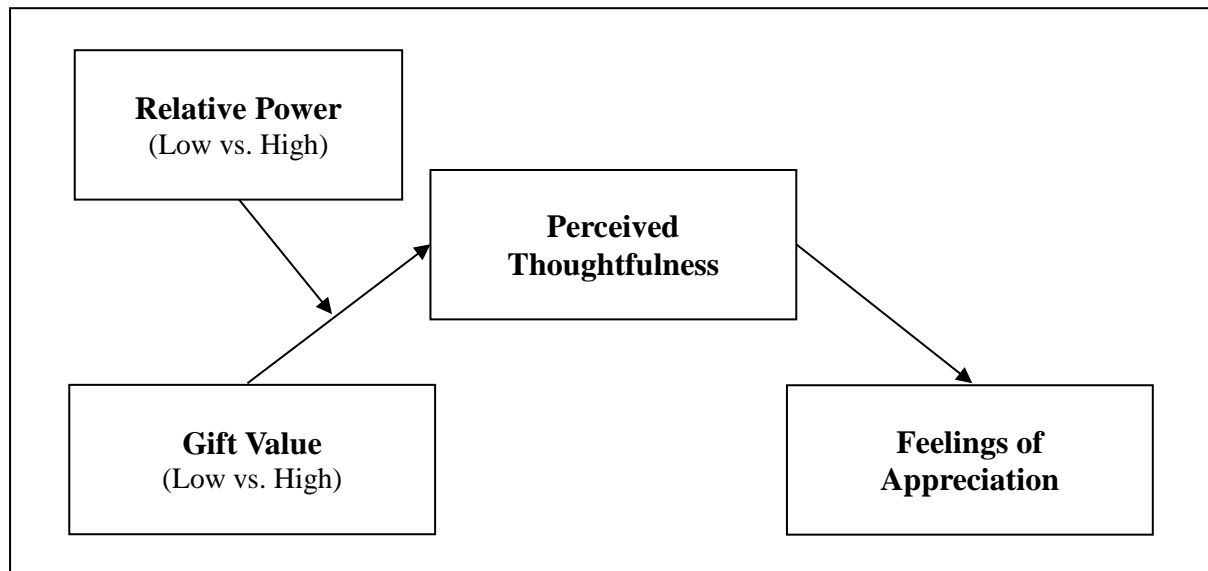 Relative Power
(Low vs. High)
Perceived
Thoughtfulness
Gift Value
(Low vs. High)
Feelings of
Appreciation